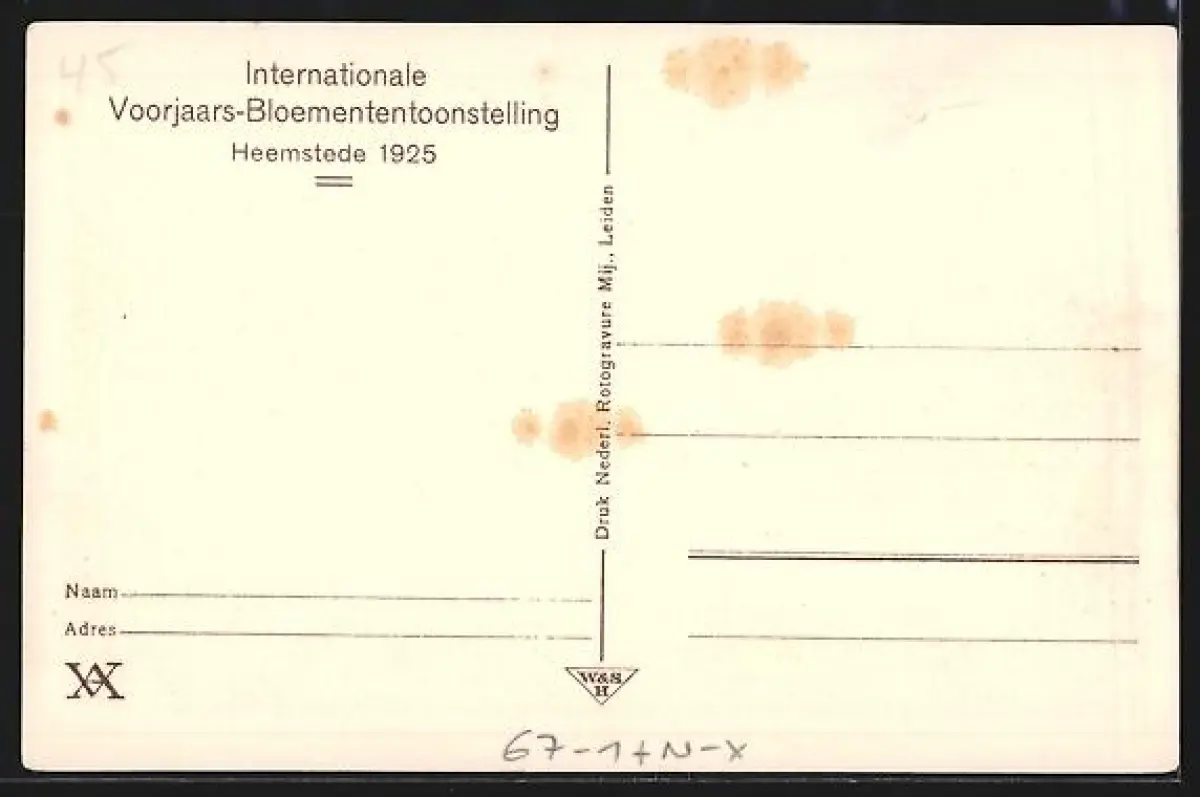 45
Internationale
Voorjaars-Bloemententoonstelling
Heemstede 1925
Druk Nederl. Rotogravure Mij., Leiden
Naam
Adres
W&S
H
67-1+N-X